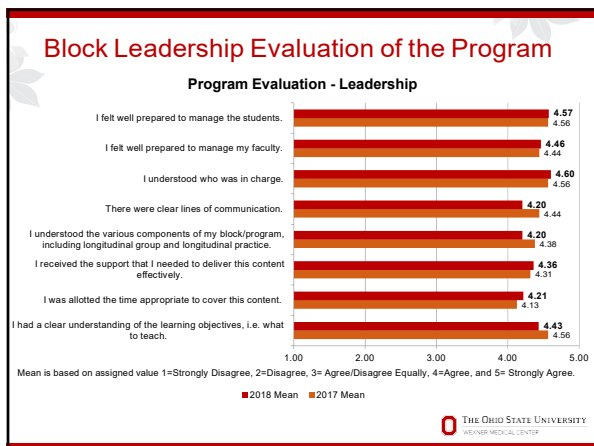 Block Leadership Evaluation of the Program
Program Evaluation - Leadership
I felt well prepared to manage the students.
4.57
4.56
I felt well prepared to manage my faculty.
4.46
4.44
I understood who was in charge.
4.60
4.56
There were clear lines of communication.
4.20
4.44
I understood the various components of my block/program,
including longitudinal group and longitudinal practice.
4.20
4.38
I received the support that I needed to deliver this content
effectively.
4.36
4.31
I was allotted the time appropriate to cover this content.
4.21
4.13
I had a clear understanding of the learning objectives, i.e. what
to teach.
4.43
4.56
1.00 2.00 3.00 4.00 5.00
Mean is based on assigned value 1=Strongly Disagree, 2=Disagree, 3= Agree/Disagree Equally, 4=Agree, and 5= Strongly Agree.
2018 Mean 2017 Mean
THE OHIO STATE UNIVERSITY
WEXNER MEDICAL CENTER